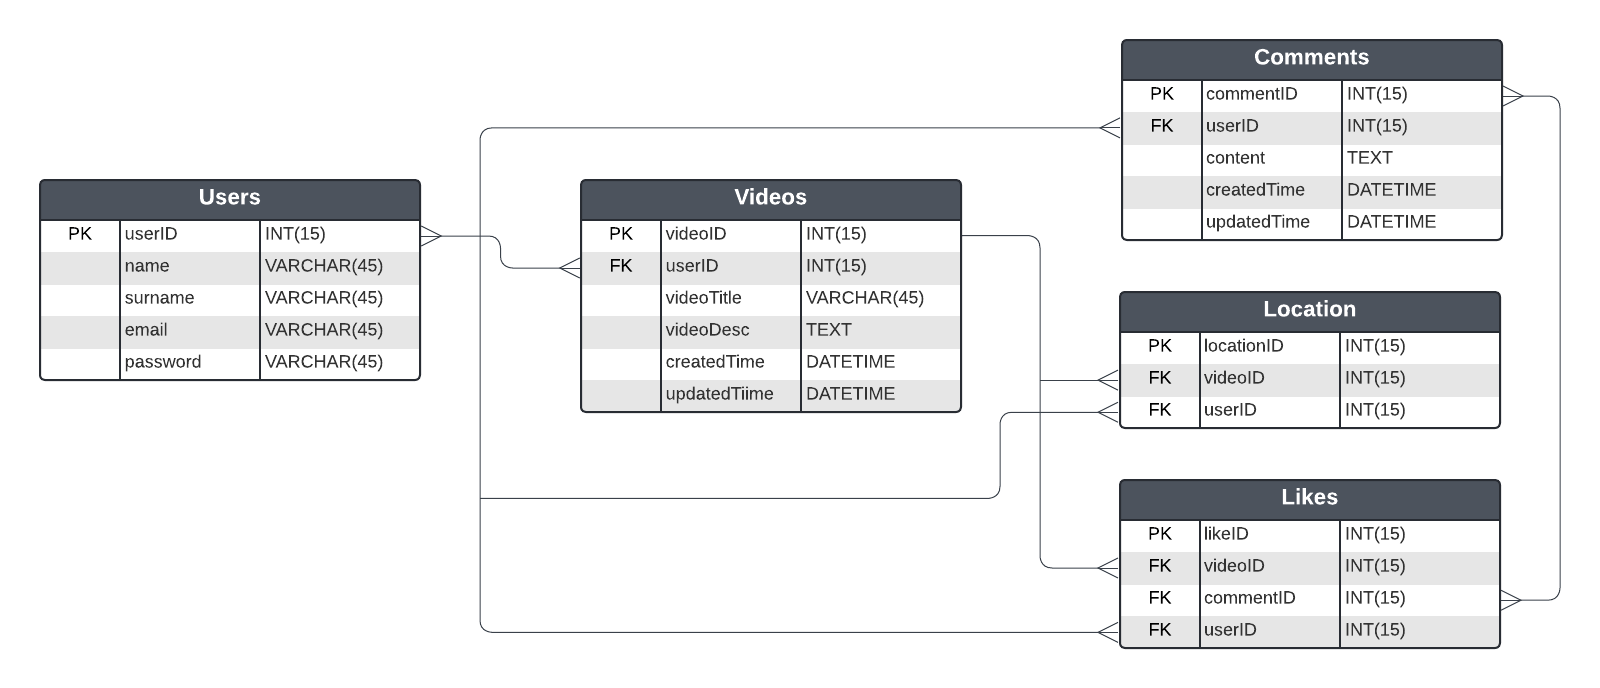 Users
PK userID INT(15)
name VARCHAR(45)
surname VARCHAR(45)
email VARCHAR(45)
password VARCHAR(45)
Videos
PK videoID INT(15)
FK userID INT(15)
videoTitle VARCHAR(45)
videoDesc TEXT
createdTime DATETIME
updatedTiime DATETIME
Comments
PK commentID INT(15)
FK userID INT(15)
content TEXT
createdTime DATETIME
updatedTime DATETIME
Location
PK locationID INT(15)
FK videoID INT(15)
FK userID INT(15)
Likes
PK likeID INT(15)
FK videoID INT(15)
FK commentID INT(15)
FK userID INT(15)